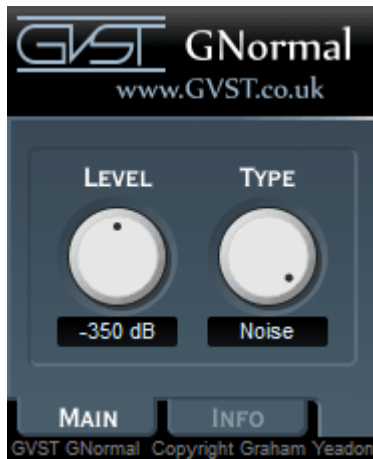 GVST GNormal
www.GVST.co.uk
LEVEL TYPE
-350 dB Noise
MAIN INFO
GVST GNormal Copyright Graham Yeadon